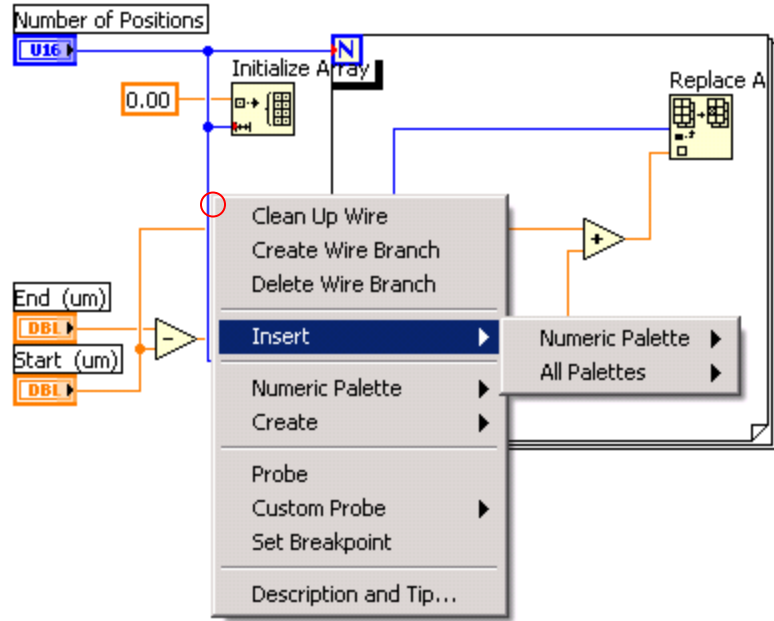 Number of Positions
U16
N
Initialize Array
0.00
Replace A
Clean Up Wire
Create Wire Branch
Delete Wire Branch
End (um)
DBL
Insert
Numeric Palette
All Palettes
Start (um)
DBL
Numeric Palette
Create
Probe
Custom Probe
Set Breakpoint
Description and Tip...